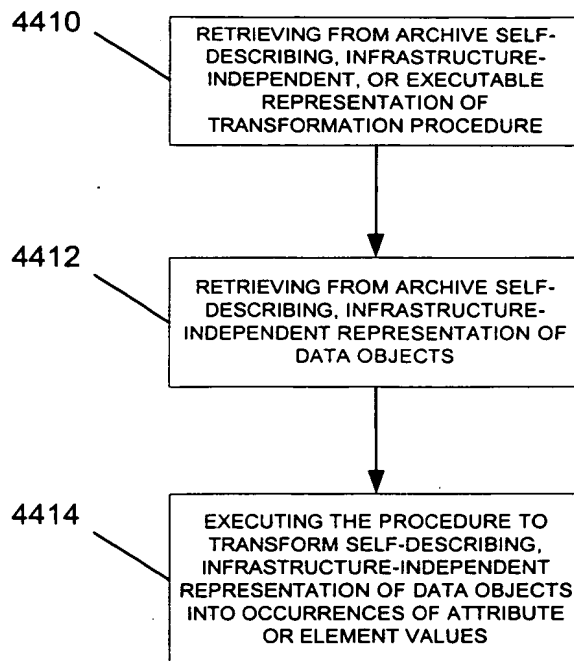 4410
RETRIEVING FROM ARCHIVE SELF-
DESCRIBING, INFRASTRUCTURE-
INDEPENDENT, OR EXECUTABLE
REPRESENTATION OF
TRANSFORMATION PROCEDURE
4412
RETRIEVING FROM ARCHIVE SELF-
DESCRIBING, INFRASTRUCTURE-
INDEPENDENT REPRESENTATION OF
DATA OBJECTS
4414
EXECUTING THE PROCEDURE TO
TRANSFORM SELF-DESCRIBING,
INFRASTRUCTURE-INDEPENDENT
REPRESENTATION OF DATA OBJECTS
INTO OCCURRENCES OF ATTRIBUTE
OR ELEMENT VALUES